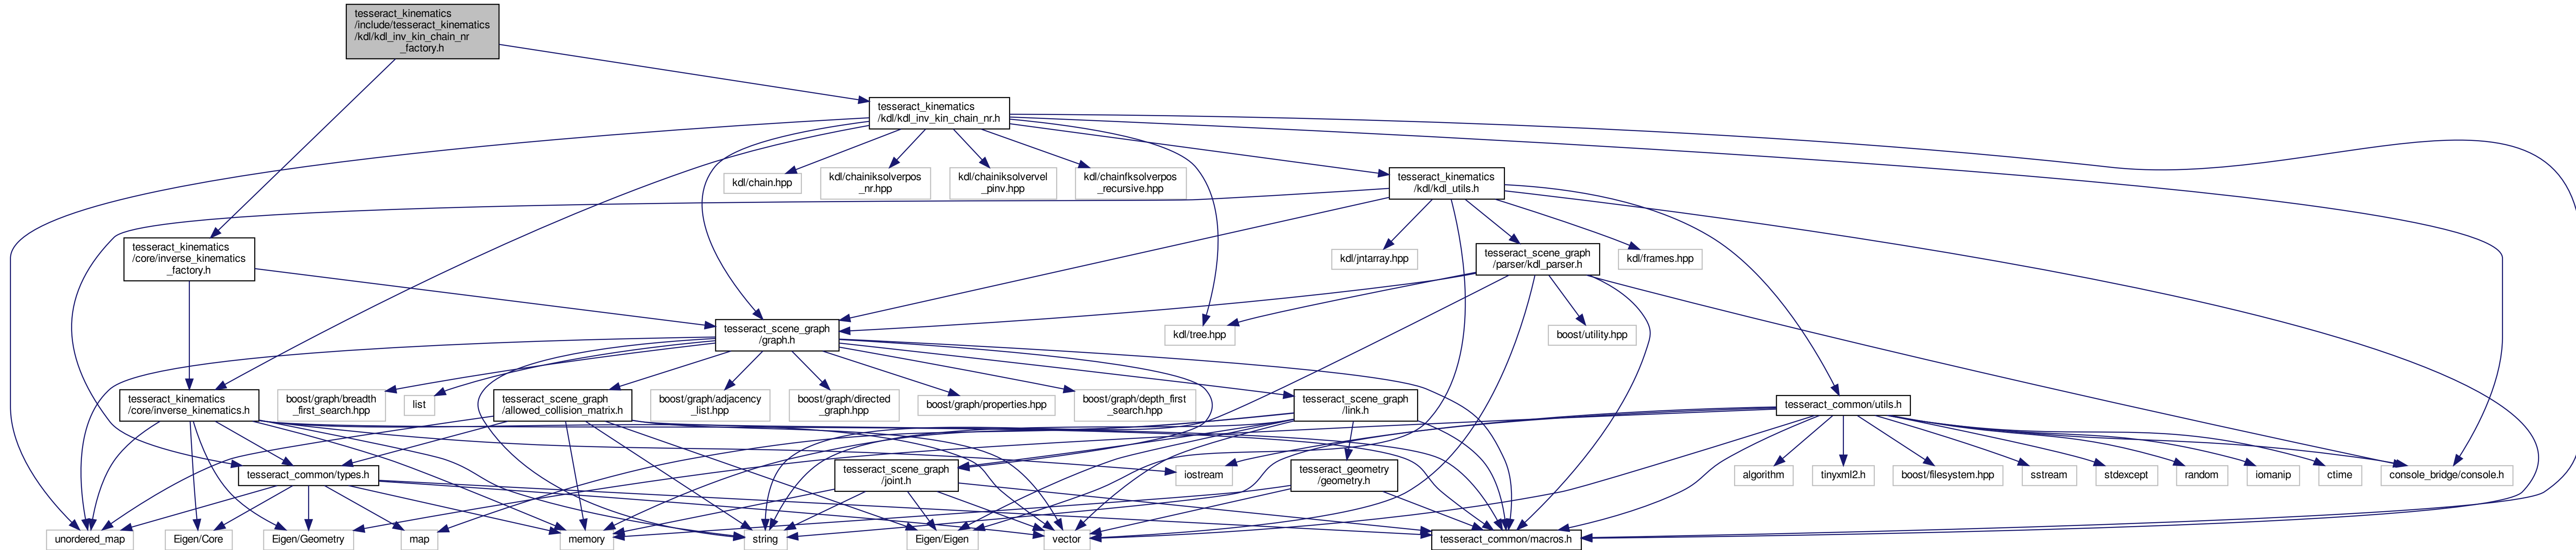 tesseract_kinematics
/include/tesseract_kinematics
/kdl/kdl_inv_kin_chain_nr
_factory.h
tesseract_kinematics
/kdl/kdl_inv_kin_chain_nr.h
kdl/chain.hpp
kdl/chainiksolverpos
_nr.hpp
kdl/chainiksolvervel
_pinv.hpp
kdl/chainfksolverpos
_recursive.hpp
tesseract_kinematics
/kdl/kdl_utils.h
tesseract_kinematics
/core/inverse_kinematics
_factory.h
kdl/jntarray.hpp
tesseract_scene_graph
/parser/kdl_parser.h
kdl/frames.hpp
tesseract_scene_graph
/graph.h
kdl/tree.hpp
boost/utility.hpp
tesseract_kinematics
/core/inverse_kinematics.h
boost/graph/breadth
_first_search.hpp
list
tesseract_scene_graph
/allowed_collision_matrix.h
boost/graph/adjacency
_list.hpp
boost/graph/directed
_graph.hpp
boost/graph/properties.hpp
boost/graph/depth_first
_search.hpp
tesseract_scene_graph
/link.h
tesseract_common/utils.h
tesseract_common/types.h
tesseract_scene_graph
/joint.h
iostream
tesseract_geometry
/geometry.h
algorithm
tinyxml2.h
boost/filesystem.hpp
sstream
stdexcept
random
iomanip
ctime
console_bridge/console.h
unordered_map
Eigen/Core
Eigen/Geometry
map
memory
string
Eigen/Eigen
vector
tesseract_common/macros.h